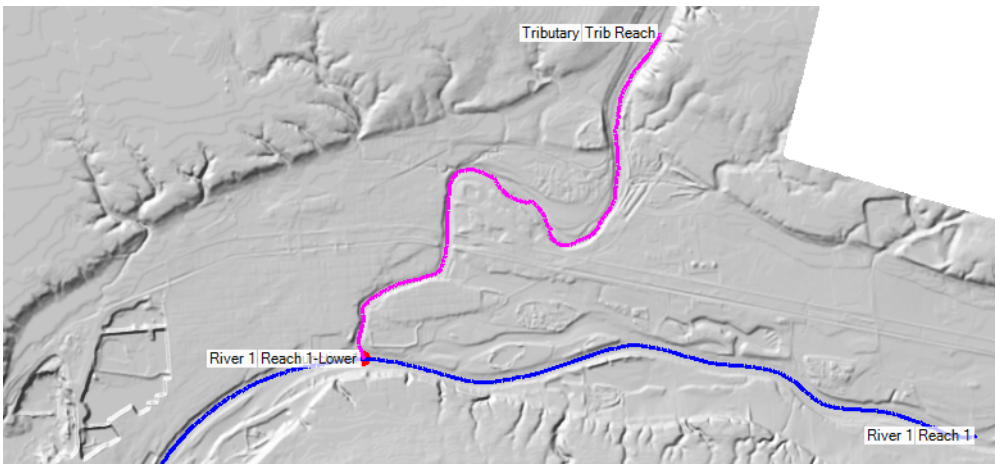 Tributary Trib Reach
River 1 Reach 1-Lower
River 1 Reach 1